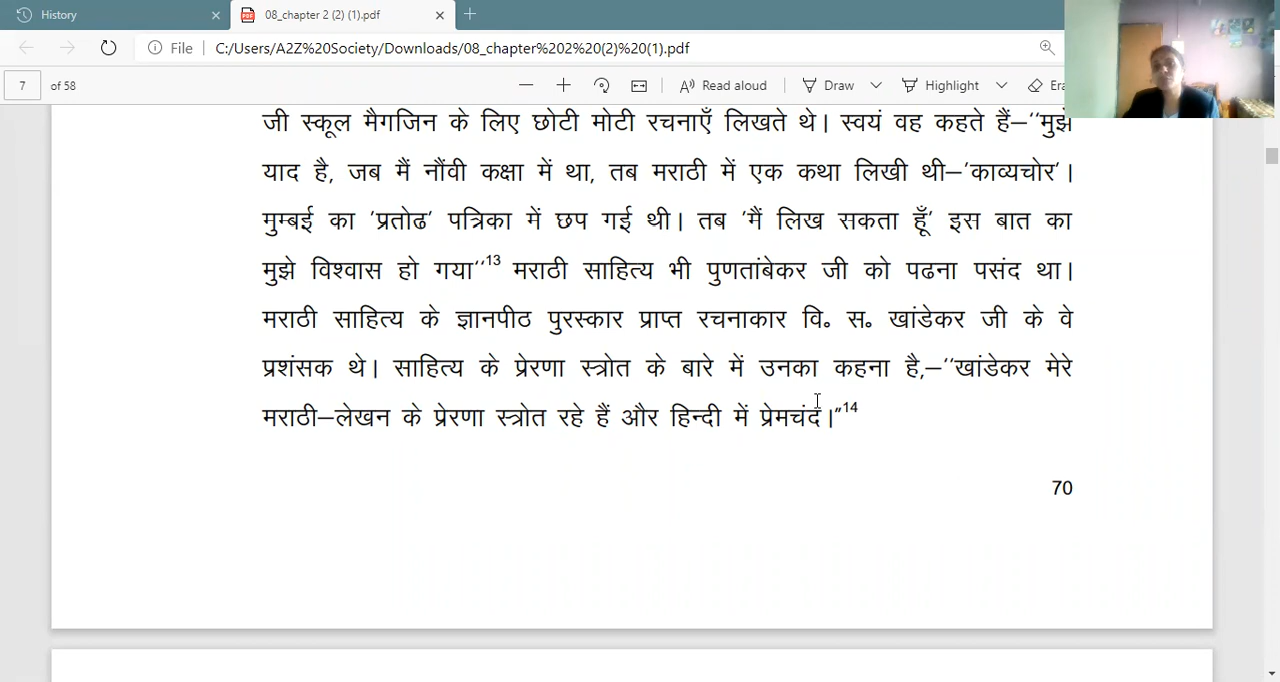 History
08_chapter 2 (2) (1).pdf
File | C:/Users/A2Z%20Society/Downloads/08_chapter%202%20(2)%20(1).pdf
7 of 58 Read aloud Draw Highlight Era
जी स्कूल मैगजिन के लिए छोटी मोटी रचनाएँ लिखते थे। स्वयं वह कहते हैं–‘‘मुझे
याद है, जब मैं नौंवी कक्षा में था, तब मराठी में एक कथा लिखी थी–'काव्यचोर'।
मुम्बई का 'प्रतोढ' पत्रिका में छप गई थी। तब 'मैं लिख सकता हूँ' इस बात का
मुझे विश्वास हो गया‘‘13 मराठी साहित्य भी पुणतांबेकर जी को पढना पसंद था।
मराठी साहित्य के ज्ञानपीठ पुरस्कार प्राप्त रचनाकार वि० स० खांडेकर जी के वे
प्रशंसक थे। साहित्य के प्रेरणा स्त्रोत के बारे में उनका कहना है,–‘‘खांडेकर मेरे
मराठी–लेखन के प्रेरणा स्त्रोत रहे हैं और हिन्दी में प्रेमचंद।”14
70